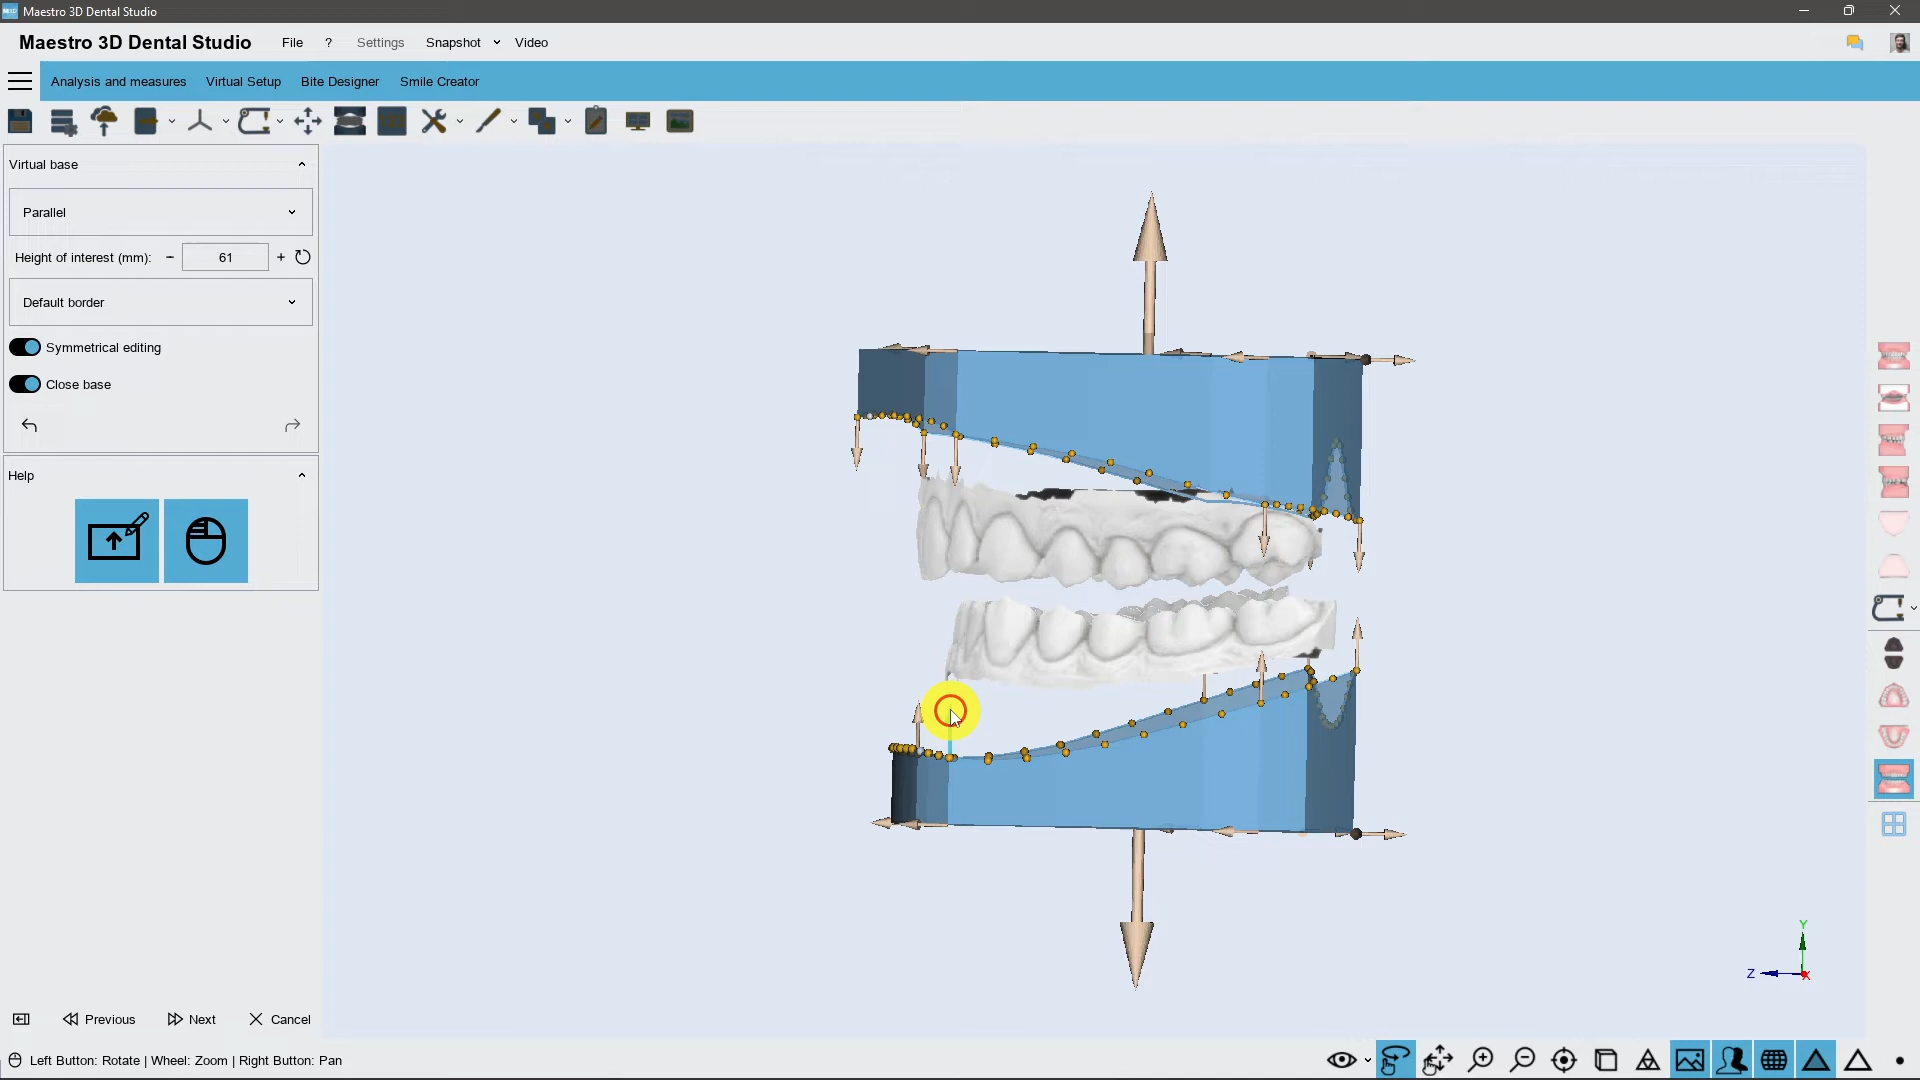 Maestro 3D Dental Studio
Maestro 3D Dental Studio File ? Settings Snapshot Video
Analysis and measures Virtual Setup Bite Designer Smile Creator
Virtual base
Parallel
Height of interest (mm): - 61 +
Default border
Symmetrical editing
Close base
Help
Y
Z X
Previous Next Cancel
Left Button: Rotate | Wheel: Zoom | Right Button: Pan